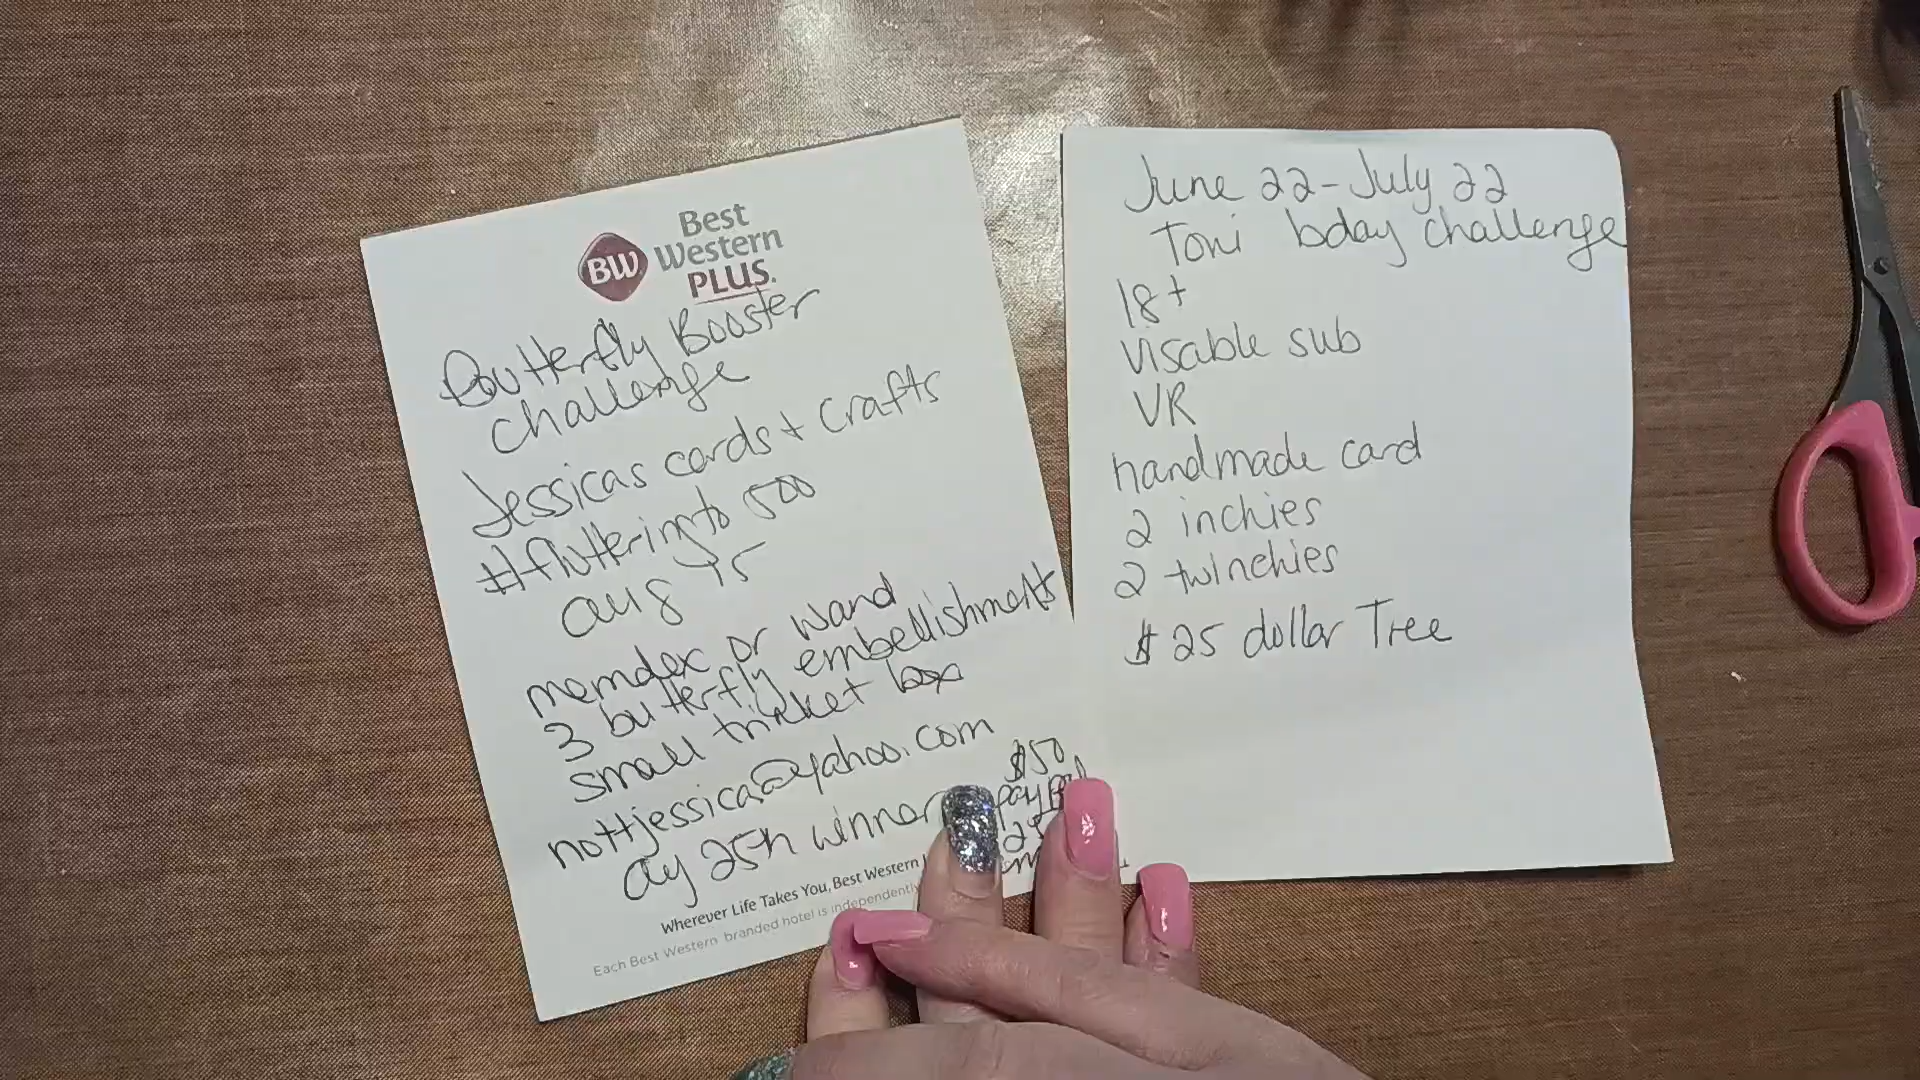 BW Best
Western
PLUS.
Butterfly Booster
challenge
Jessicas cards + crafts
#flutteringto 500
aug 15
memdex or wand
3 butterfly embellishments
small trinket box
nottjessica@yahoo.com
$50
pay
25th winner
Wherever Life Takes You, Best Western
Each Best Western branded hotel is independently
June 22-July 22
Toni bday challenge
18+
visable sub
VR
handmade card
2 inchies
2 twinchies
$25 dollar Tree